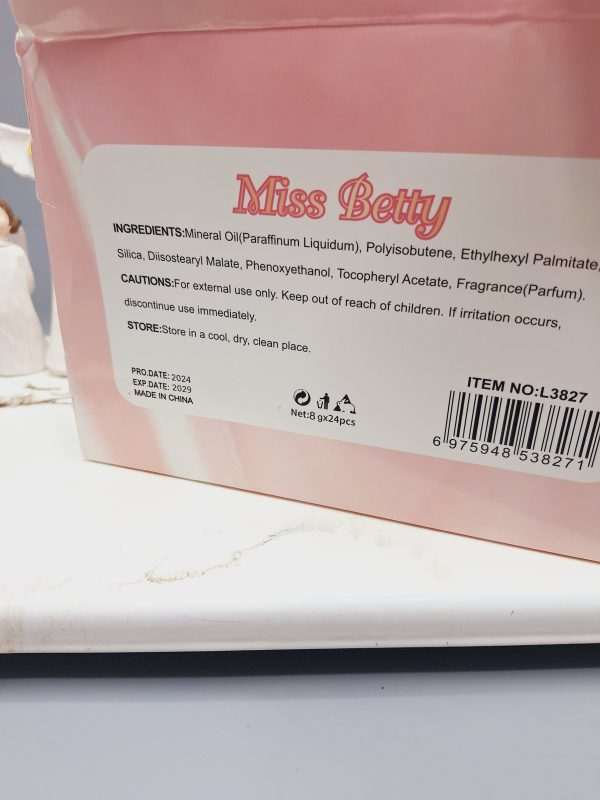 Miss Betty
INGREDIENTS:Mineral Oil(Paraffinum Liquidum), Polyisobutene, Ethylhexyl Palmitate,
Silica, Diisostearyl Malate, Phenoxyethanol, Tocopheryl Acetate, Fragrance(Parfum).
CAUTIONS:For external use only. Keep out of reach of children. If irritation occurs,
discontinue use immediately.
STORE:Store in a cool, dry, clean place.
PRO.DATE: 2024
EXP.DATE: 2029
MADE IN CHINA
Net:8 gx24pcs
ITEM NO:L3827
6 975948 538271